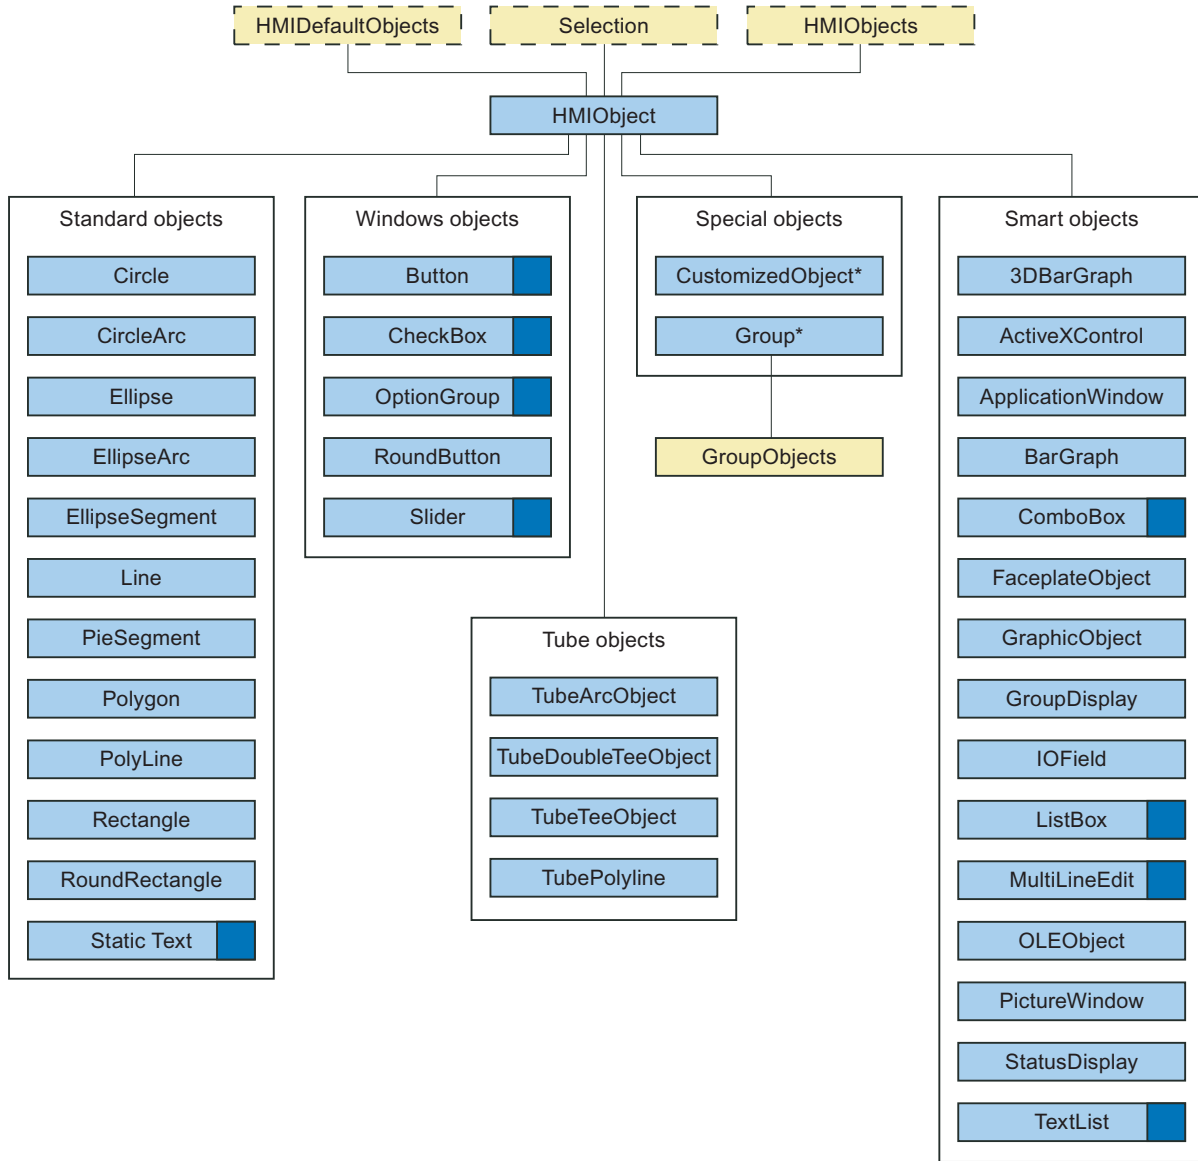 HMIDefaultObjects
Selection
HMIObjects
HMIObject
Standard objects
Circle
CircleArc
Ellipse
EllipseArc
EllipseSegment
Line
PieSegment
Polygon
PolyLine
Rectangle
RoundRectangle
Static Text
Windows objects
Button
CheckBox
OptionGroup
RoundButton
Slider
Special objects
CustomizedObject*
Group*
GroupObjects
Tube objects
TubeArcObject
TubeDoubleTeeObject
TubeTeeObject
TubePolyline
Smart objects
3DBarGraph
ActiveXControl
ApplicationWindow
BarGraph
ComboBox
FaceplateObject
GraphicObject
GroupDisplay
IOField
ListBox
MultiLineEdit
OLEObject
PictureWindow
StatusDisplay
TextList